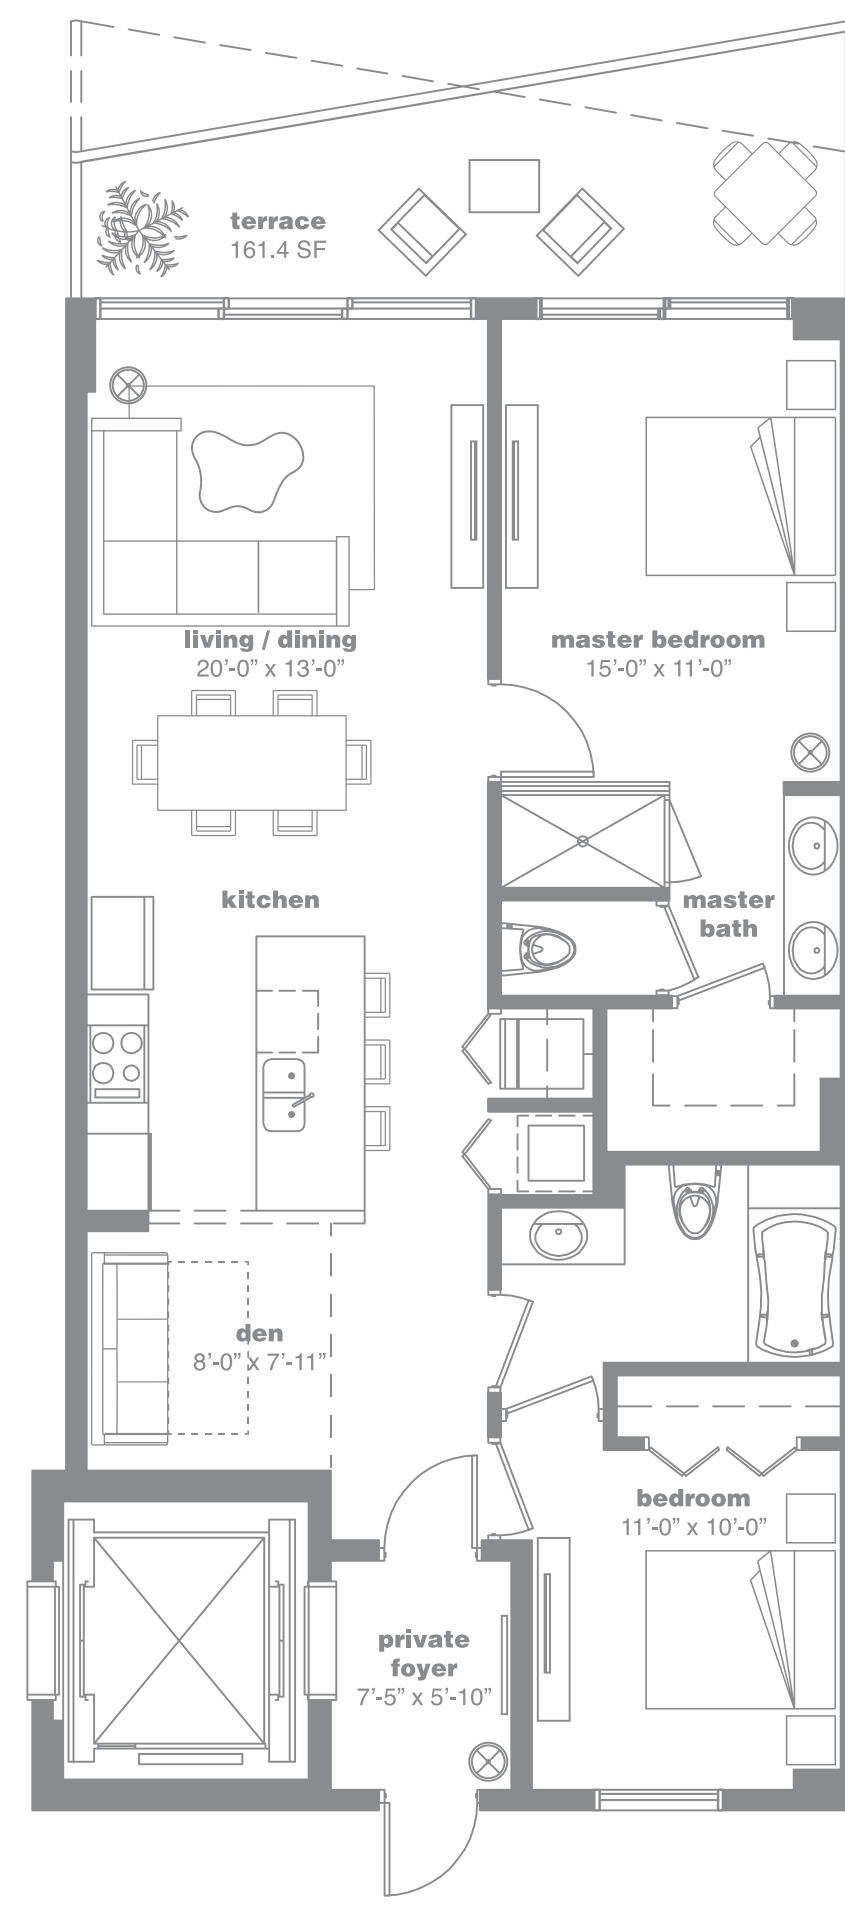 terrace
161.4 SF
living / dining
20’-0” x 13’-0”
master bedroom
15’-0” x 11’-0”
kitchen
master
bath
den
8’-0” x 7’-11”
bedroom
11’-0” x 10’-0”
private
foyer
7’-5” x 5’-10”